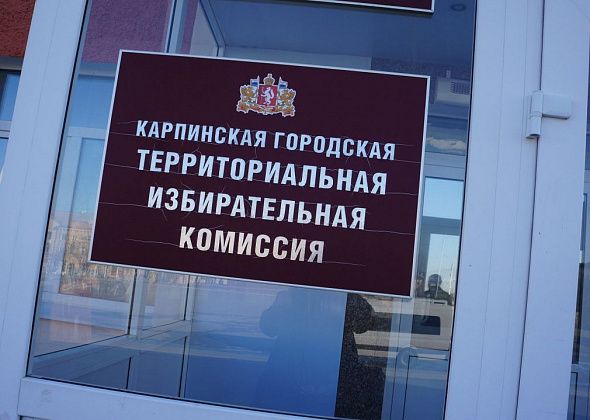 КАРПИНСКАЯ ГОРОДСКАЯ
ТЕРРИТОРИАЛЬНАЯ
ИЗБИРАТЕЛЬНАЯ
КОМИССИЯ